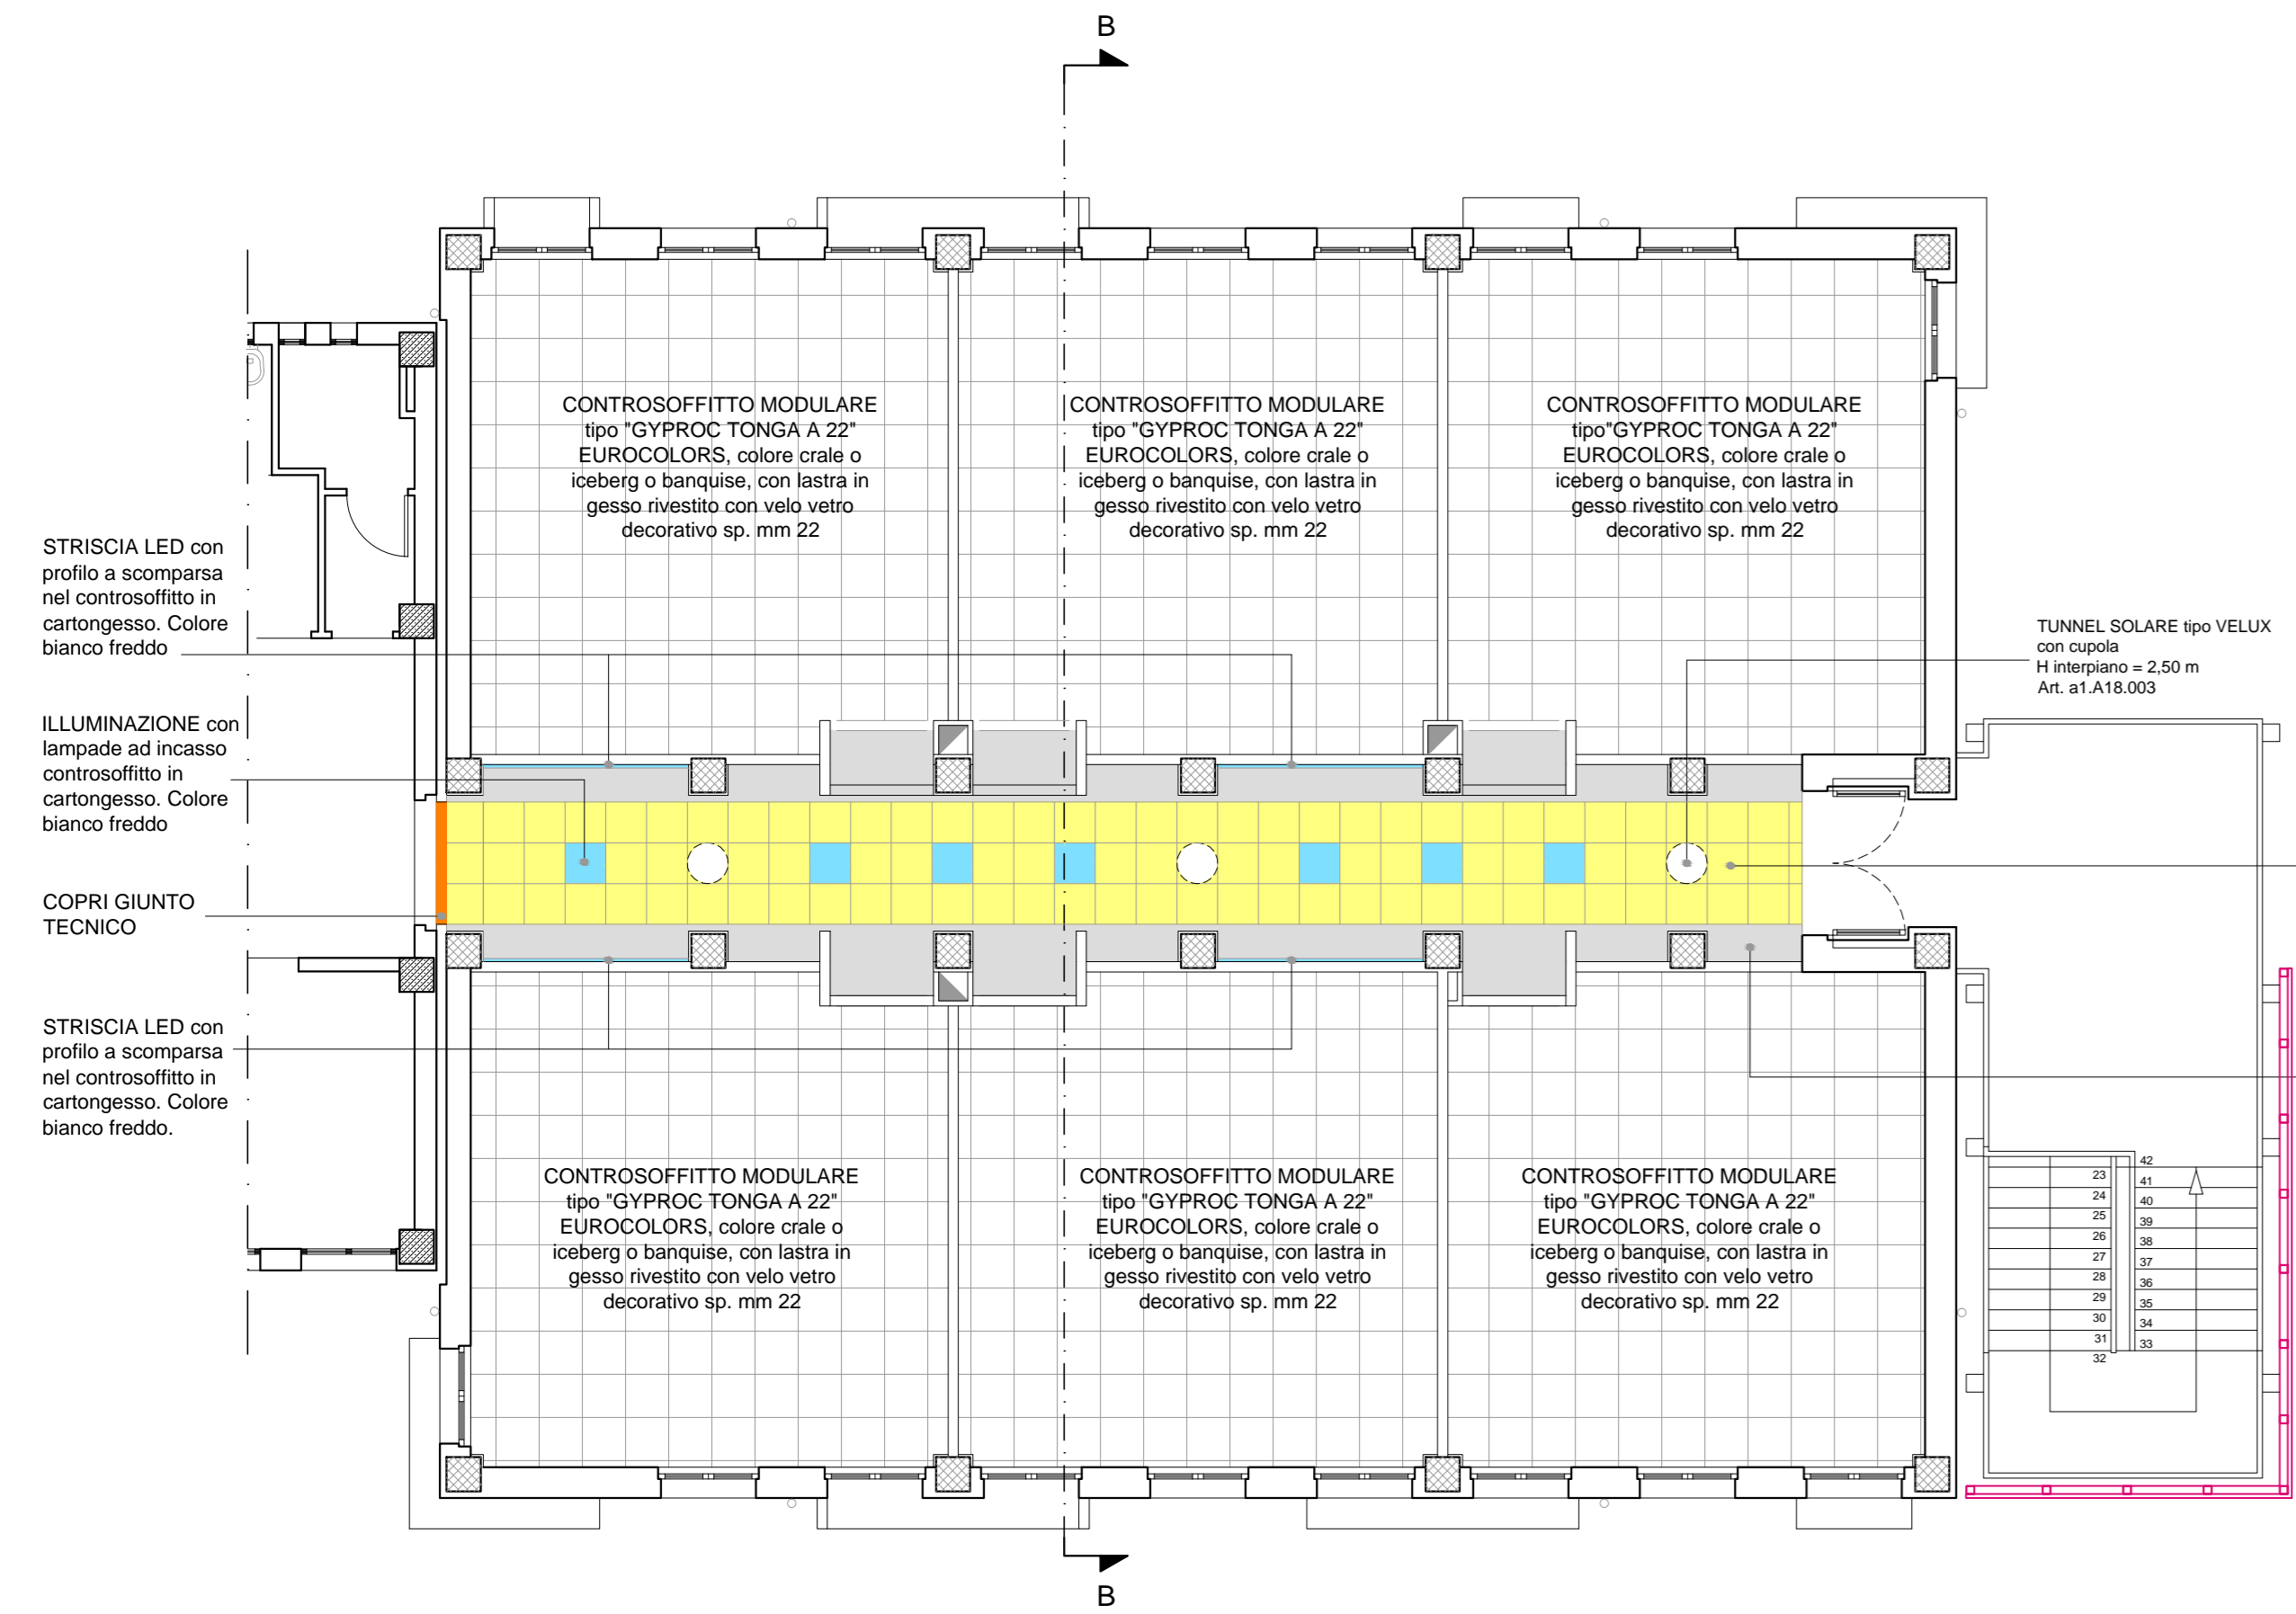 B
CONTROSOFFITTO MODULARE
tipo "GYPROC TONGA A 22"
EUROCOLORS, colore crale o
iceberg o banquise, con lastra in
gesso rivestito con velo vetro
decorativo sp. mm 22
CONTROSOFFITTO MODULARE
tipo "GYPROC TONGA A 22"
EUROCOLORS, colore crale o
iceberg o banquise, con lastra in
gesso rivestito con velo vetro
decorativo sp. mm 22
CONTROSOFFITTO MODULARE
tipo"GYPROC TONGA A 22"
EUROCOLORS, colore crale o
iceberg o banquise, con lastra in
gesso rivestito con velo vetro
decorativo sp. mm 22
STRISCIA LED con
profilo a scomparsa
nel controsoffitto in
cartongesso. Colore
bianco freddo
TUNNEL SOLARE tipo VELUX
con cupola
H interpiano = 2,50 m
Art. a1.A18.003
ILLUMINAZIONE con
lampade ad incasso
controsoffitto in
cartongesso. Colore
bianco freddo
COPRI GIUNTO
TECNICO
STRISCIA LED con
profilo a scomparsa
nel controsoffitto in
cartongesso. Colore
bianco freddo.
CONTROSOFFITTO MODULARE
tipo "GYPROC TONGA A 22"
EUROCOLORS, colore crale o
iceberg o banquise, con lastra in
gesso rivestito con velo vetro
decorativo sp. mm 22
CONTROSOFFITTO MODULARE
tipo "GYPROC TONGA A 22"
EUROCOLORS, colore crale o
iceberg o banquise, con lastra in
gesso rivestito con velo vetro
decorativo sp. mm 22
CONTROSOFFITTO MODULARE
tipo "GYPROC TONGA A 22"
EUROCOLORS, colore crale o
iceberg o banquise, con lastra in
gesso rivestito con velo vetro
decorativo sp. mm 22
23
24
25
26
27
28
29
30
31
32
42
41
40
39
38
37
36
35
34
33
B